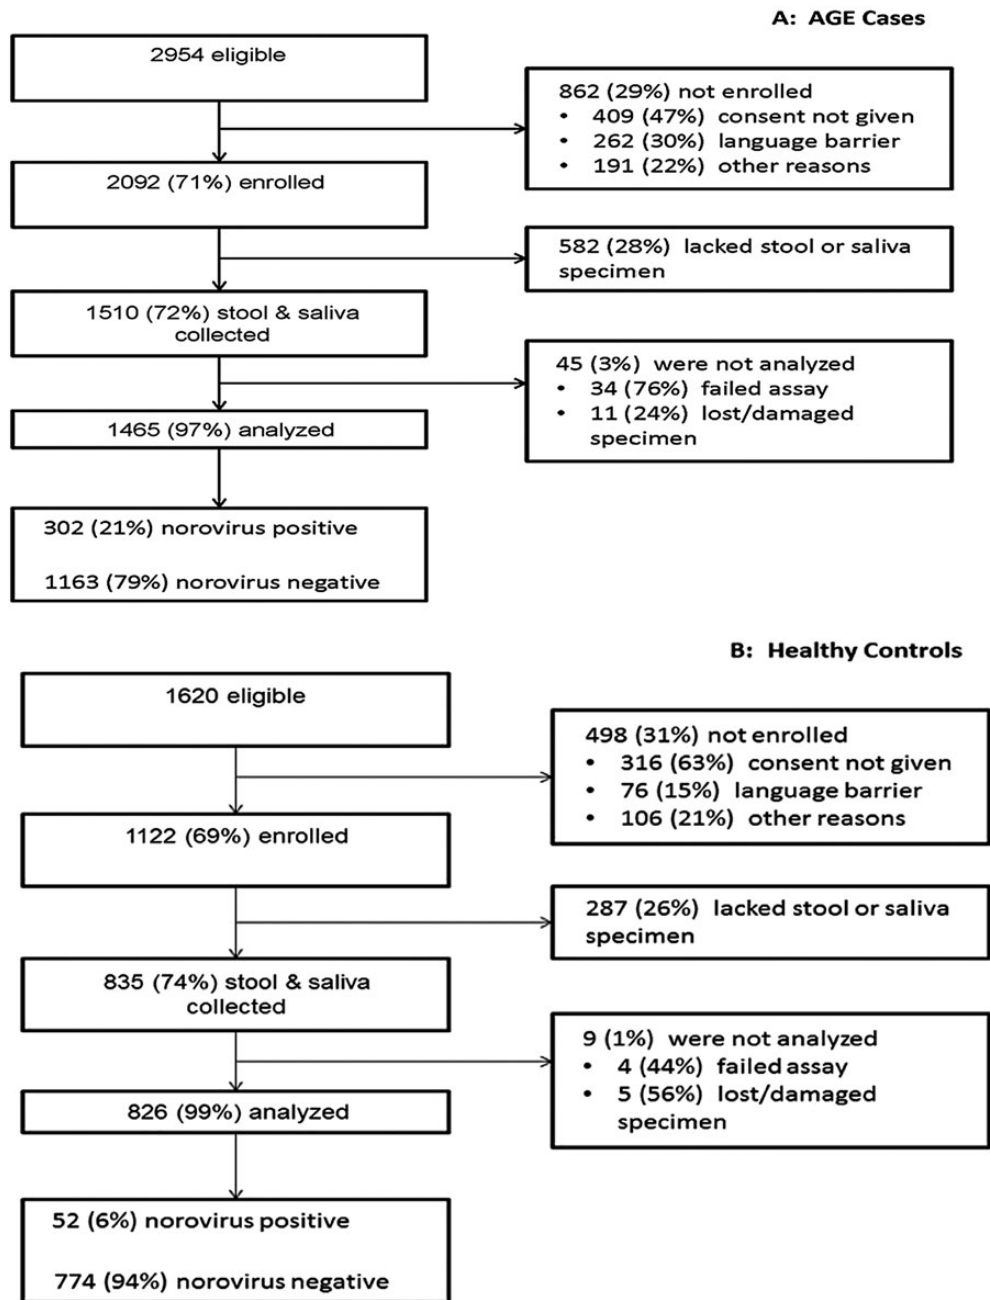 A: AGE Cases
2954 eligible
862 (29%) not enrolled
• 409 (47%) consent not given
• 262 (30%) language barrier
• 191 (22%) other reasons
2092 (71%) enrolled
582 (28%) lacked stool or saliva
specimen
1510 (72%) stool & saliva
collected
45 (3%) were not analyzed
• 34 (76%) failed assay
• 11 (24%) lost/damaged
specimen
1465 (97%) analyzed
302 (21%) norovirus positive
1163 (79%) norovirus negative
B: Healthy Controls
1620 eligible
498 (31%) not enrolled
• 316 (63%) consent not given
• 76 (15%) language barrier
• 106 (21%) other reasons
1122 (69%) enrolled
287 (26%) lacked stool or saliva
specimen
835 (74%) stool & saliva
collected
9 (1%) were not analyzed
• 4 (44%) failed assay
• 5 (56%) lost/damaged
specimen
826 (99%) analyzed
52 (6%) norovirus positive
774 (94%) norovirus negative